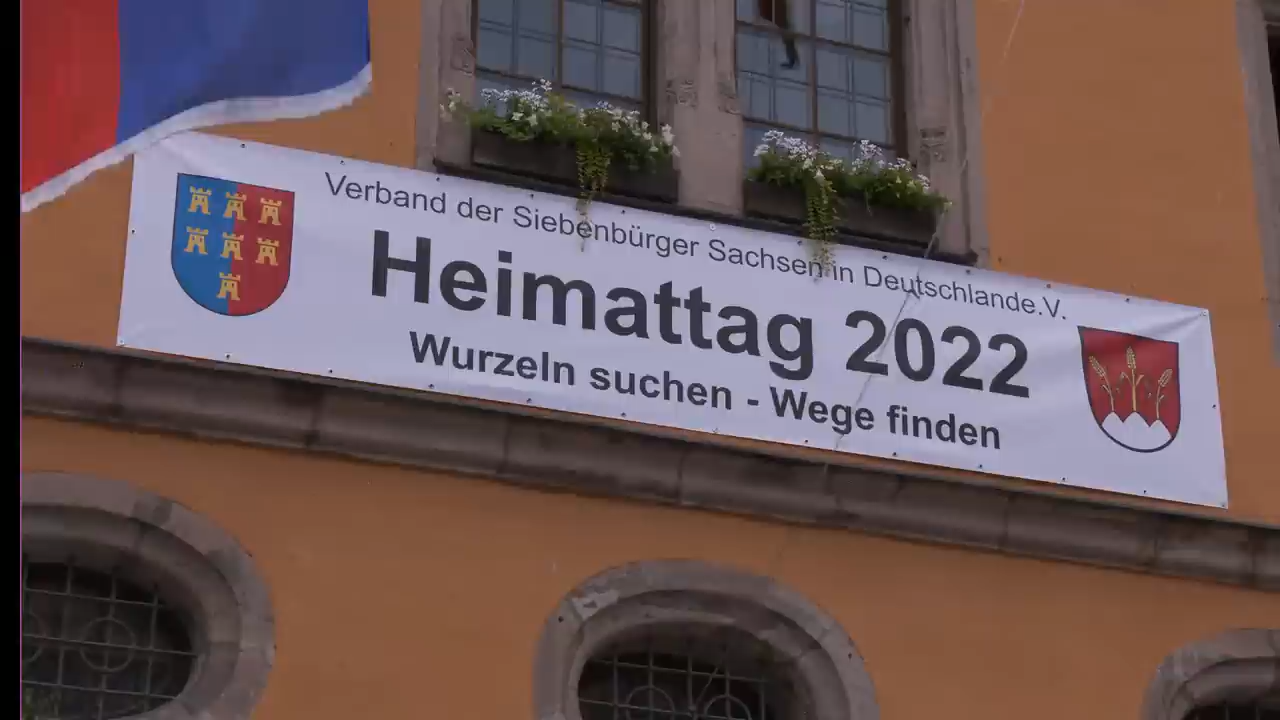 Verband der Siebenbürger Sachsen in Deutschlande.V.
Heimattag 2022
Wurzeln suchen - Wege finden